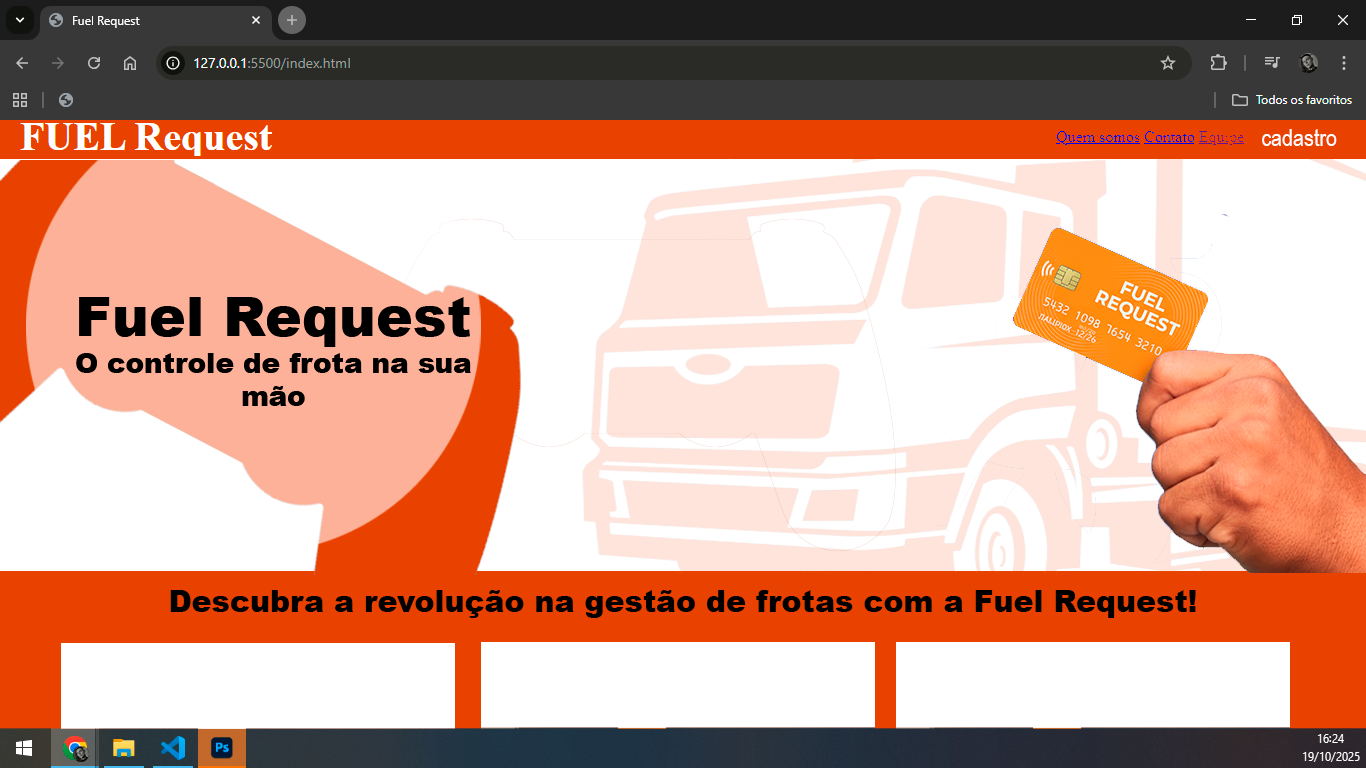 Fuel Request
127.0.0.1:5500/index.html
Todos os favoritos
FUEL Request
Quem somos Contato Equipe cadastro
Fuel Request
O controle de frota na sua
mão
FUEL
REQUEST
5432 1098 7654 3210
12/26
Descubra a revolução na gestão de frotas com a Fuel Request!
Ps
16:24
19/10/2025